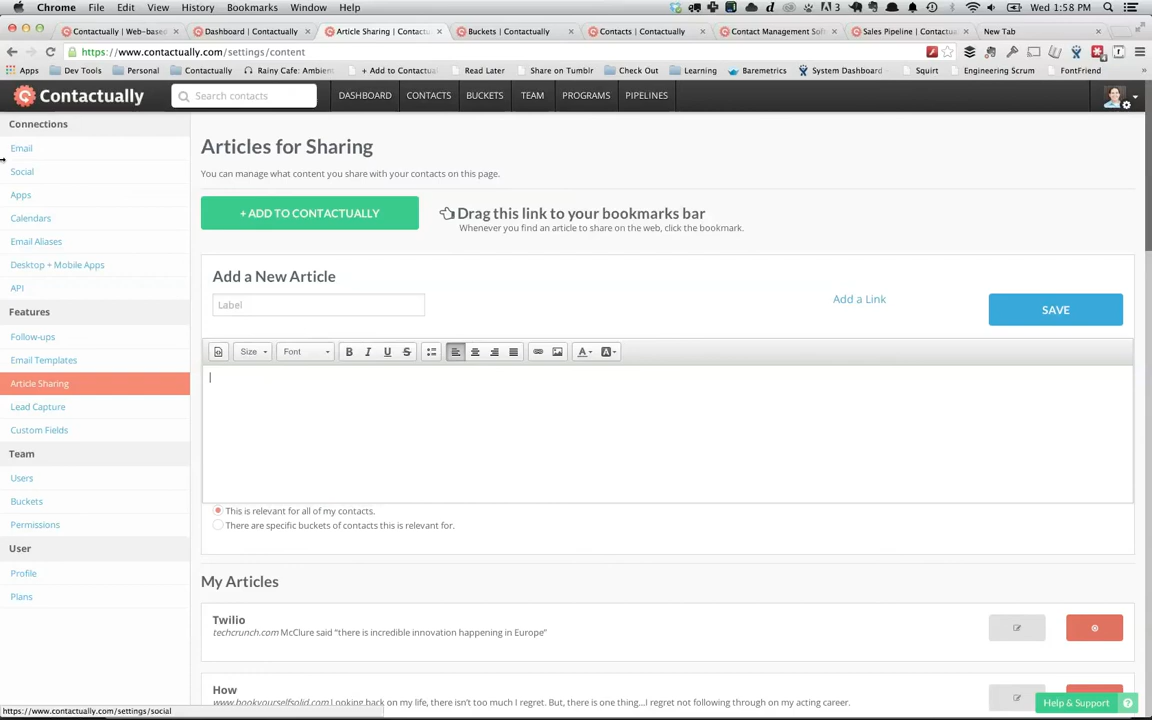 Chrome File Edit View History Bookmarks Window Help 3 Wed 1:58 PM
Contactually | Web-based Dashboard | Contactually Article Sharing | Contactu Buckets | Contactually Contacts | Contactually Contact Management Soft Sales Pipeline | Contactua New Tab
https://www.contactually.com/settings/content
Apps Dev Tools Personal Contactually Rainy Cafe: Ambien + Add to Contactual Read Later Share on Tumblr Check Out Learning Baremetrics System Dashboard Squirt Engineering Scrum FontFriend
Contactually Search contacts DASHBOARD CONTACTS BUCKETS TEAM PROGRAMS PIPELINES
Connections
Email
Social
Apps
Calendars
Email Aliases
Desktop + Mobile Apps
API
Features
Follow-ups
Email Templates
Article Sharing
Lead Capture
Custom Fields
Team
Users
Buckets
Permissions
User
Profile
Plans
Articles for Sharing
You can manage what content you share with your contacts on this page.
+ ADD TO CONTACTUALLY
Drag this link to your bookmarks bar
Whenever you find an article to share on the web, click the bookmark.
Add a New Article
Label
Add a Link
SAVE
Size Font B I U S A A
This is relevant for all of my contacts.
There are specific buckets of contacts this is relevant for.
My Articles
Twilio
techcrunch.com McClure said "there is incredible innovation happening in Europe"
How
www.bookyourselfsolid.com Looking back on my life, there isn't too much I regret. But, there is one thing...I regret not following through on my acting career.
Help & Support ?
https://www.contactually.com/settings/social